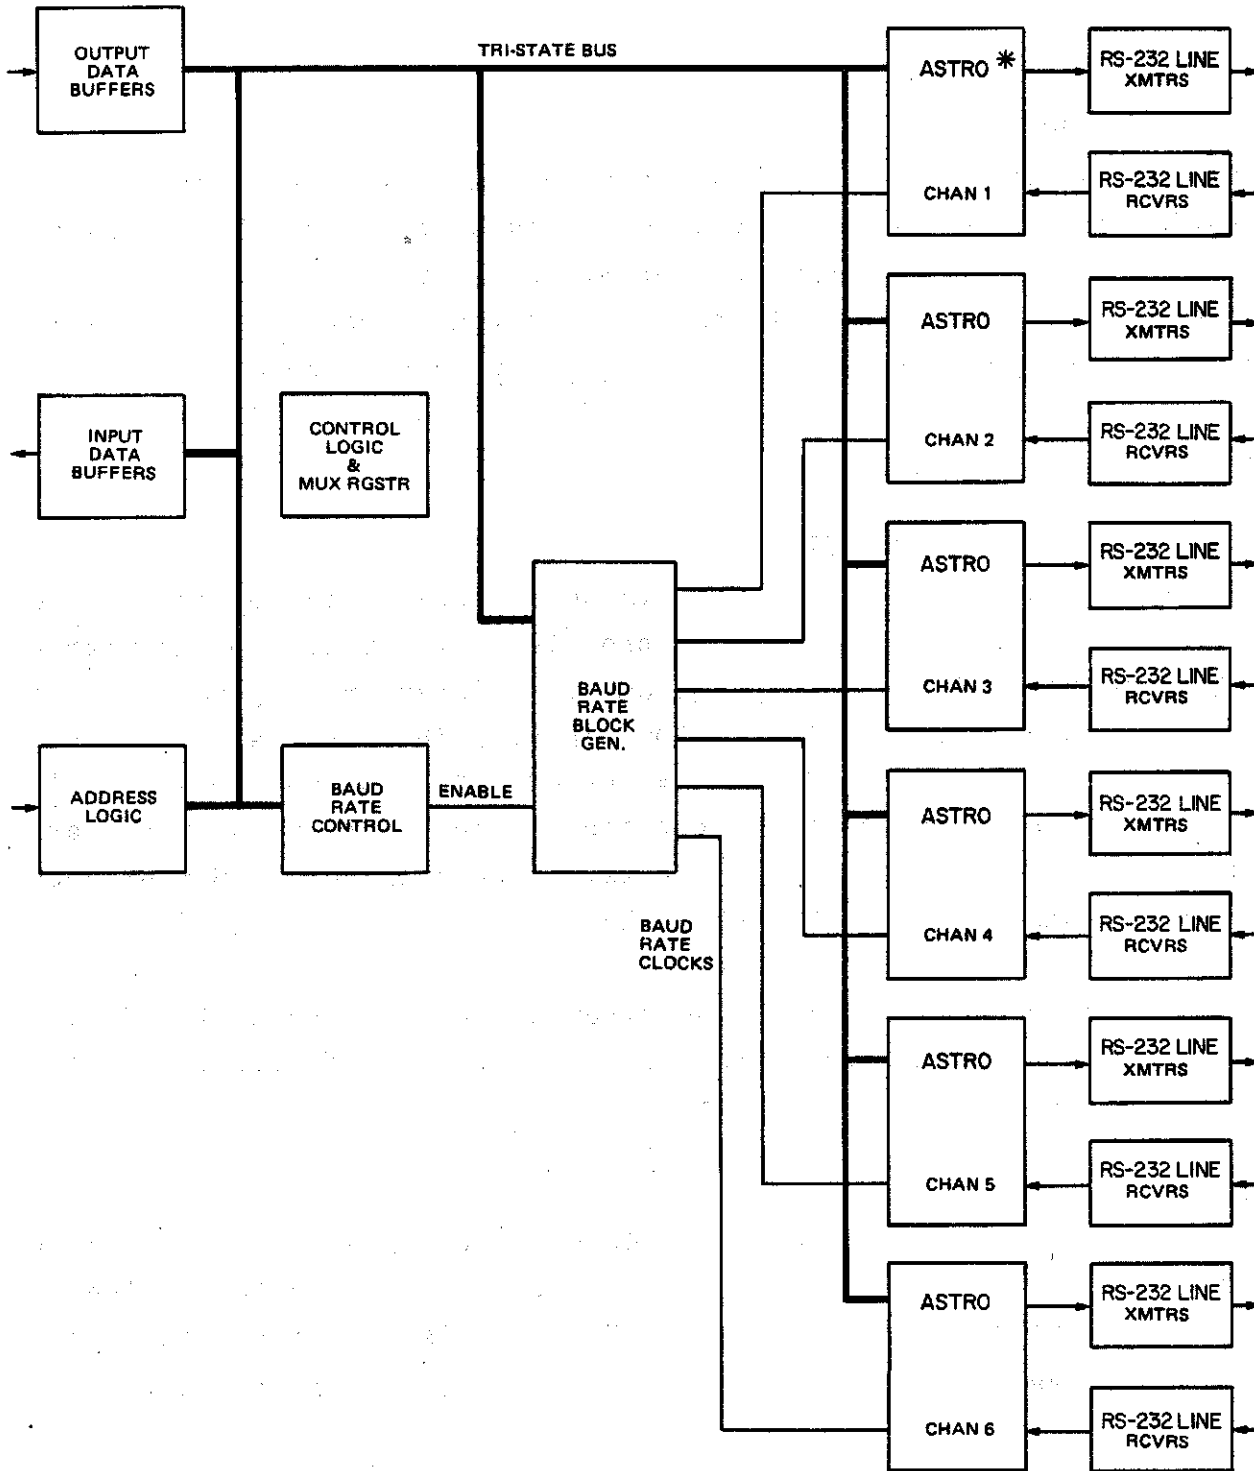 OUTPUT
DATA
BUFFERS
TRI-STATE BUS
ASTRO *
CHAN 1
RS-232 LINE
XMTRS
RS-232 LINE
RCVRS
ASTRO
CHAN 2
RS-232 LINE
XMTRS
RS-232 LINE
RCVRS
INPUT
DATA
BUFFERS
CONTROL
LOGIC
&
MUX RGSTR
ASTRO
CHAN 3
RS-232 LINE
XMTRS
RS-232 LINE
RCVRS
BAUD
RATE
BLOCK
GEN.
ADDRESS
LOGIC
BAUD
RATE
CONTROL
ENABLE
BAUD
RATE
CLOCKS
ASTRO
CHAN 4
RS-232 LINE
XMTRS
RS-232 LINE
RCVRS
ASTRO
CHAN 5
RS-232 LINE
XMTRS
RS-232 LINE
RCVRS
ASTRO
CHAN 6
RS-232 LINE
XMTRS
RS-232 LINE
RCVRS